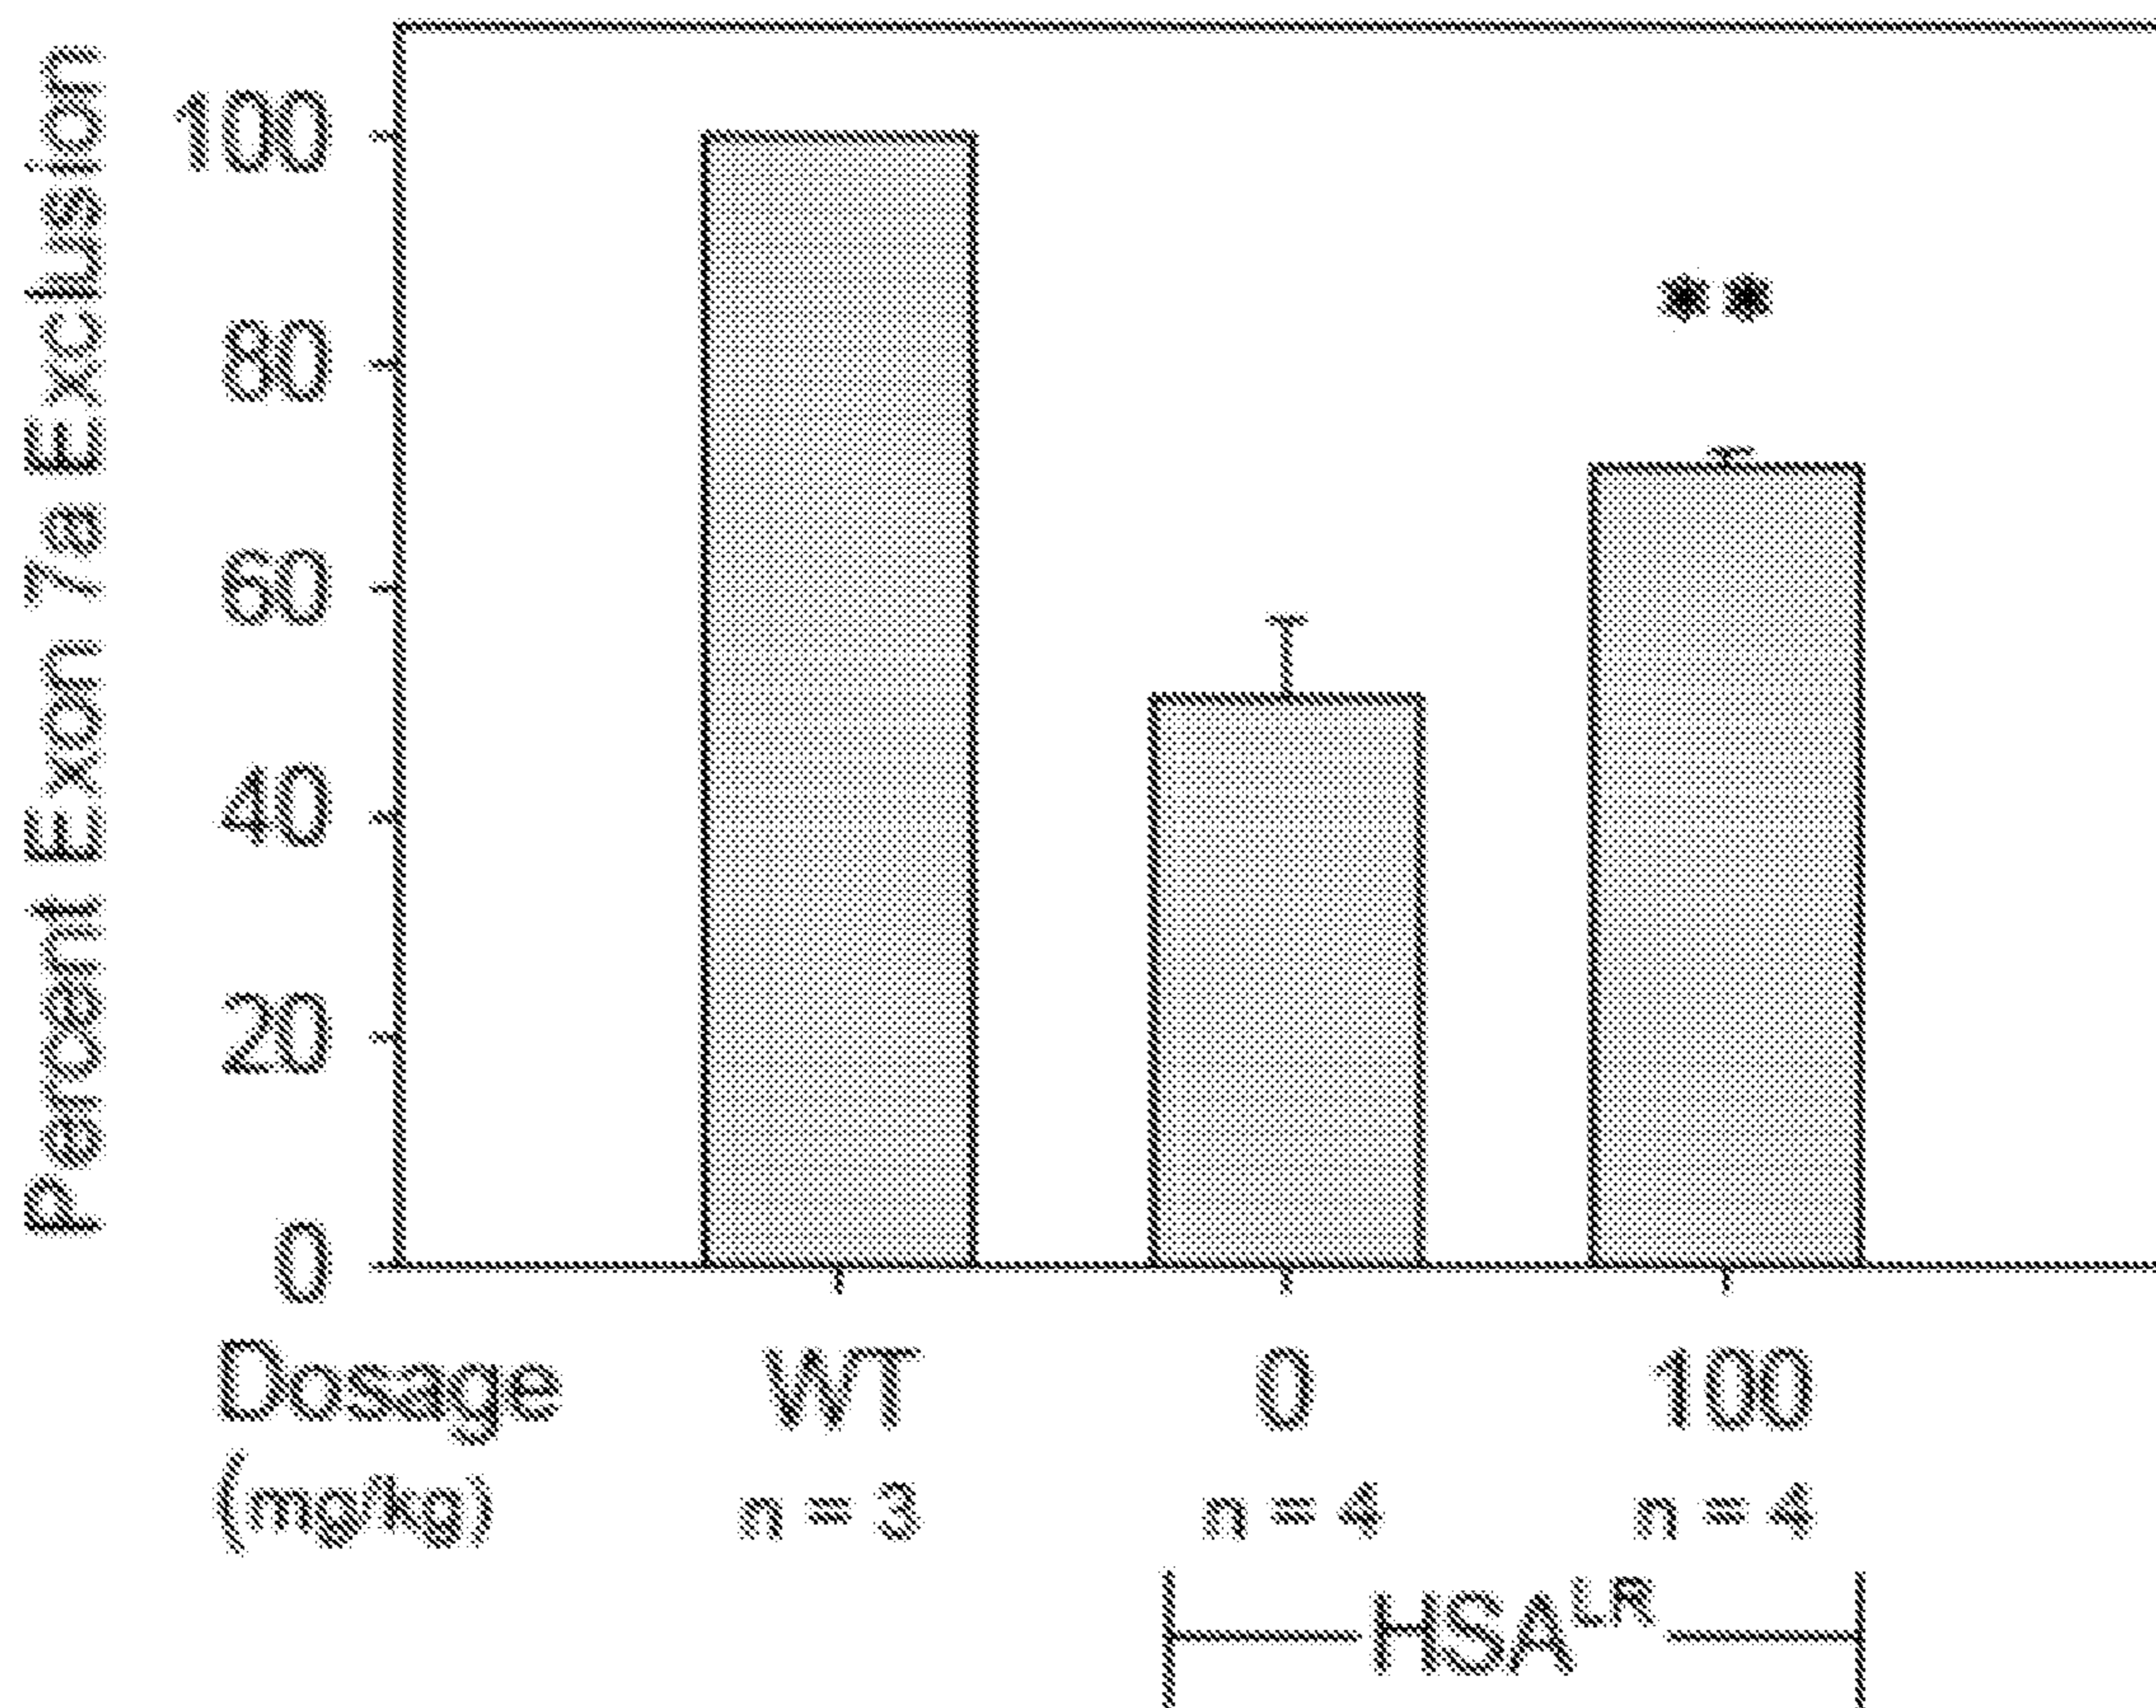 Percent Exon 7a Exclusion
100
80
60
40
20
0
**
Dosage WT 0 100
(mg/kg) n = 3 n = 4 n = 4
HSA^LR